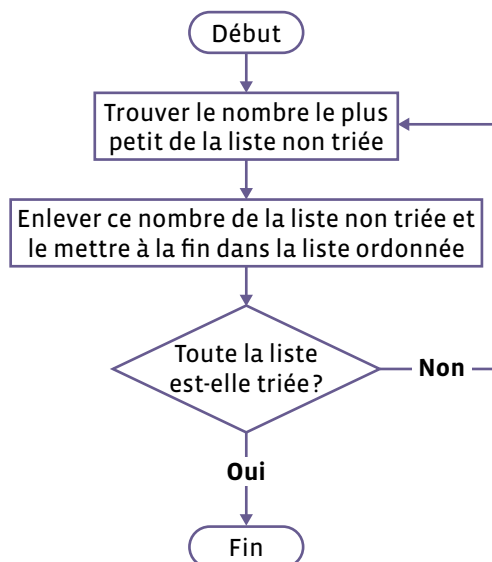 Début
Trouver le nombre le plus
petit de la liste non triée
Enlever ce nombre de la liste non triée et
le mettre à la fin dans la liste ordonnée
Toute la liste
est-elle triée ?
Non
Oui
Fin